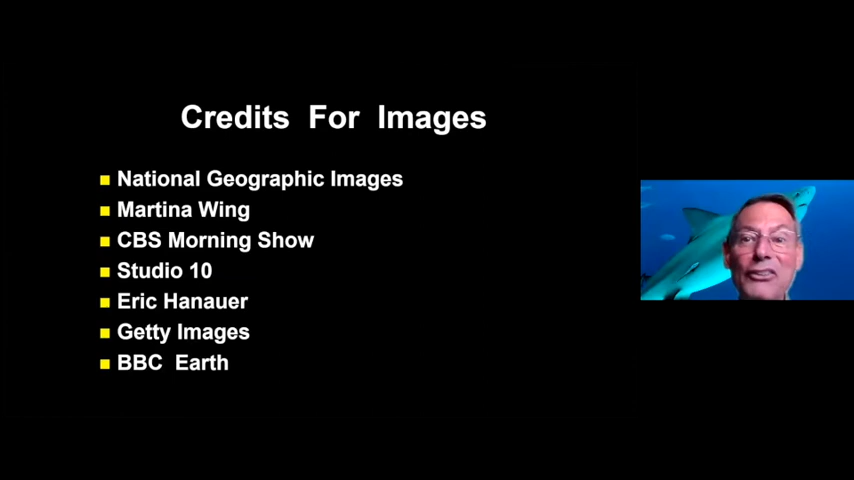 Credits For Images
National Geographic Images
Martina Wing
CBS Morning Show
Studio 10
Eric Hanauer
Getty Images
BBC Earth